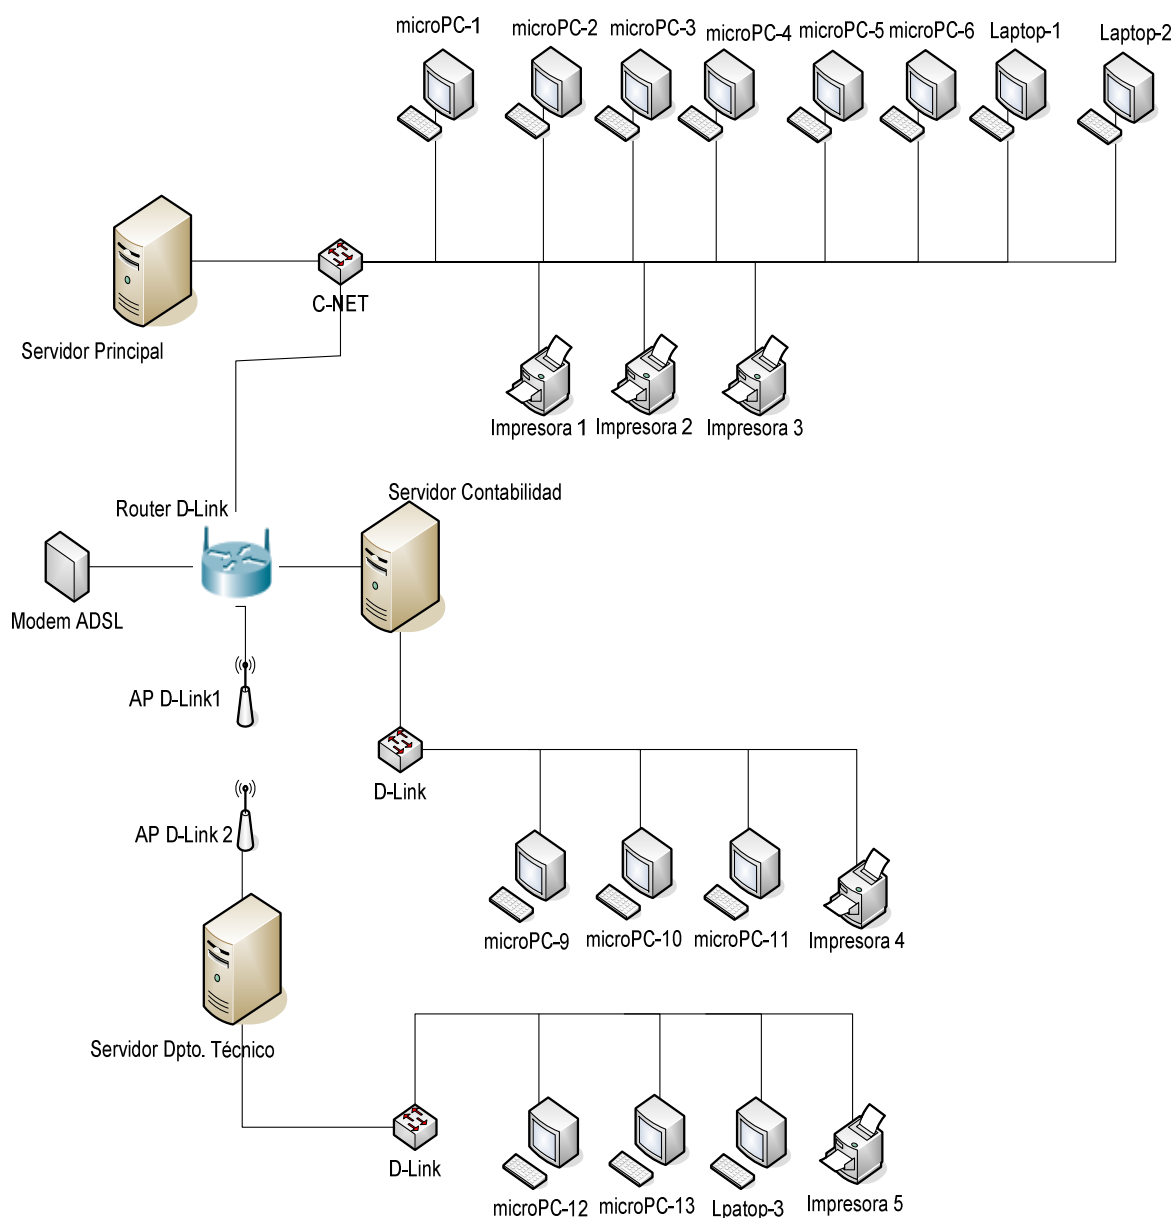 microPC-1
microPC-2
microPC-3
microPC-4
microPC-5
microPC-6
Laptop-1
Laptop-2
C-NET
Servidor Principal
Impresora 1
Impresora 2
Impresora 3
Servidor Contabilidad
Router D-Link
Modem ADSL
AP D-Link1
D-Link
AP D-Link 2
microPC-9
microPC-10
microPC-11
Impresora 4
Servidor Dpto. Técnico
D-Link
microPC-12
microPC-13
Lpatop-3
Impresora 5